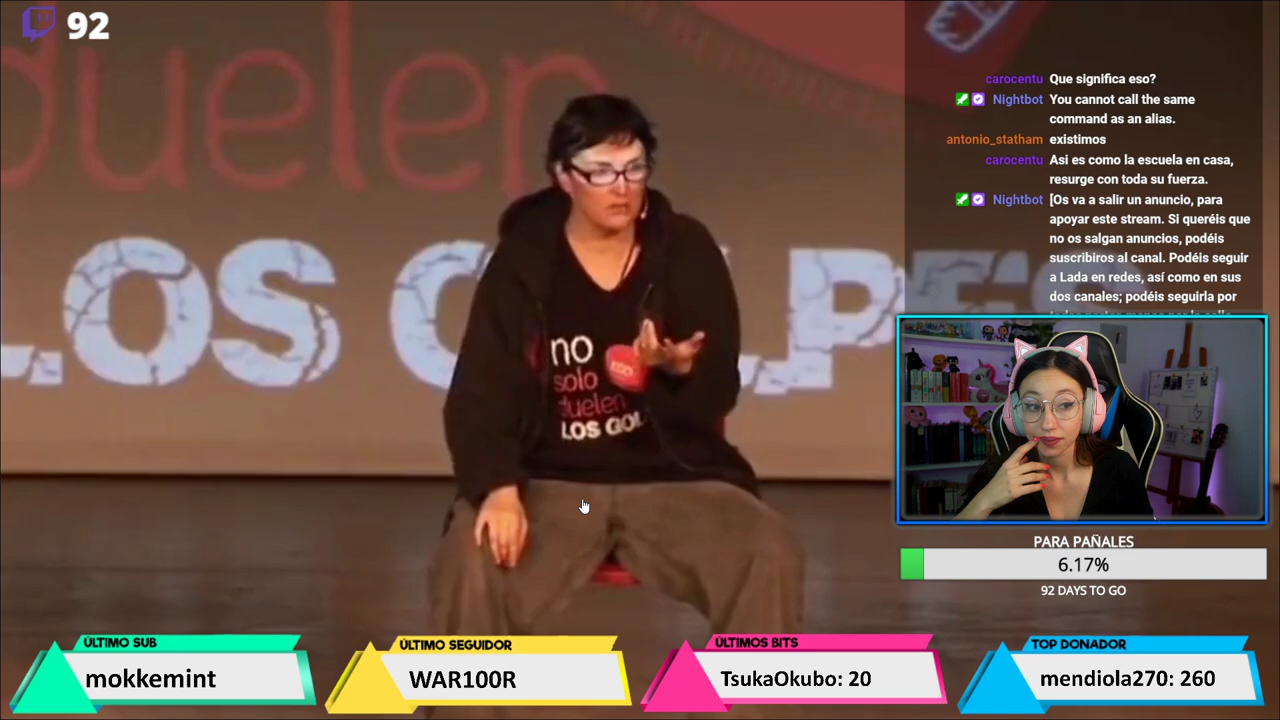 92
duelen
LOS GOLPES
no
solo
duelen
LOS GOL
carocentu Que significa eso?
Nightbot You cannot call the same
command as an alias.
antonio_statham existimos
carocentu Asi es como la escuela en casa,
resurge con toda su fuerza.
Nightbot [Os va a salir un anuncio, para
apoyar este stream. Si queréis que
no os salgan anuncios, podéis
suscribiros al canal. Podéis seguir
a Lada en redes, así como en sus
dos canales; podéis seguirla por
PARA PAÑALES
6.17%
92 DAYS TO GO
ÚLTIMO SUB
mokkemint
ÚLTIMO SEGUIDOR
WAR100R
ÚLTIMOS BITS
TsukaOkubo: 20
TOP DONADOR
mendiola270: 260